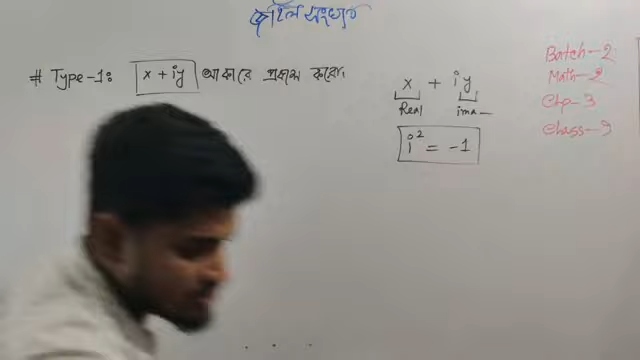 জটিল সংখ্যা
# Type-1: x + iy আকারে প্রকাশ করো।
x + iy
Real ima
i² = -1
Batch-2
Math-2
Chp-3
Class-9